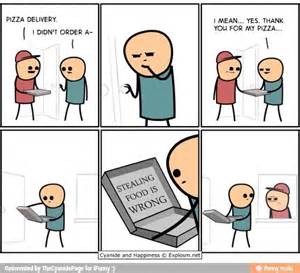 PIZZA DELIVERY.
I DIDN'T ORDER A-
I MEAN... YES. THANK
YOU FOR MY PIZZA...
STEALING
FOOD IS
WRONG
Cyanide and Happiness © Explosm.net